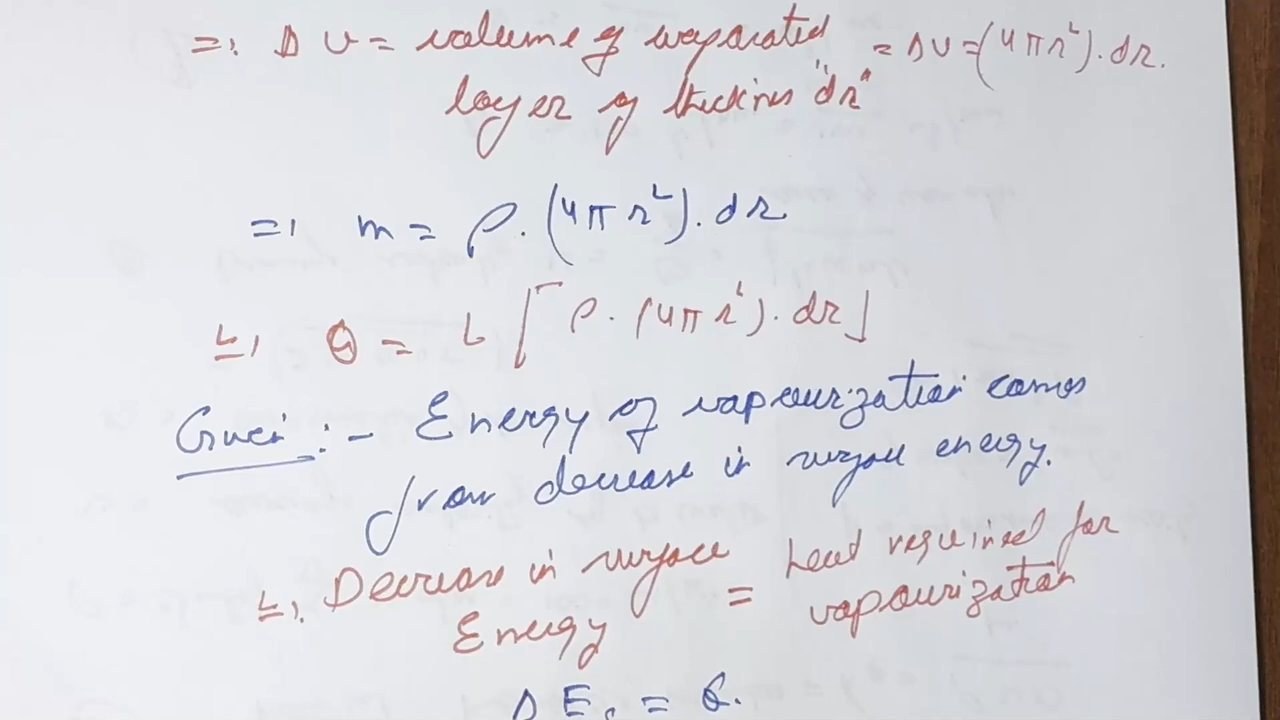 => ΔV = volume of evaporated = ΔV = (4πr²).dr.
layer of thickness "dr"
=> m = ρ.(4πr²).dr
=> Q = L[ρ.(4πr²).dr]
Given :- Energy of vapourization comes
from decrease in surface energy.
=> Decrease in surface = heat required for
Energy vapourization
ΔEs = Q.